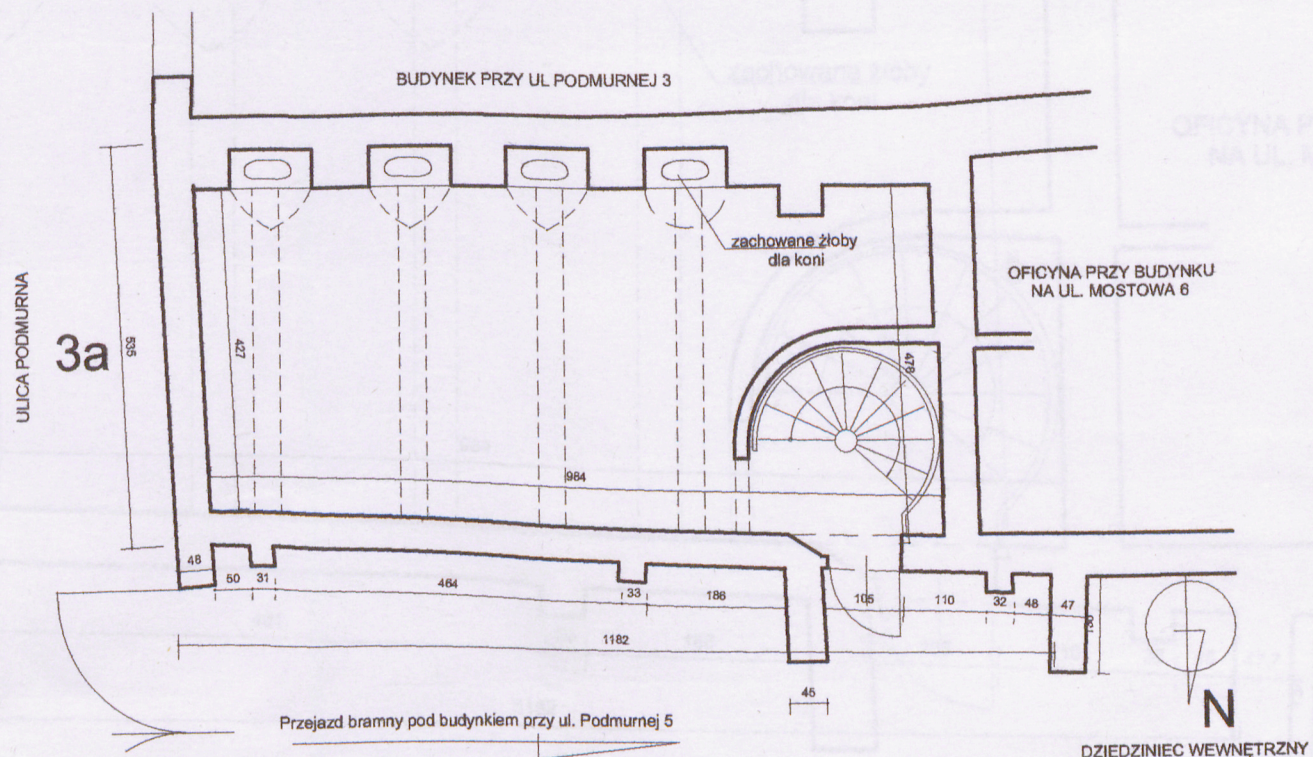 BUDYNEK PRZY UL PODMURNEJ 3
zachowane żłoby
dla koni
OFICYNA PRZY BUDYNKU
NA UL. MOSTOWA 6
ULICA PODMURNA
3a
535
427
478
984
48
50
31
464
33
186
105
110
32
48
47
1182
45
Przejazd bramny pod budynkiem przy ul. Podmurnej 5
N
DZIEDZINIEC WEWNĘTRZNY